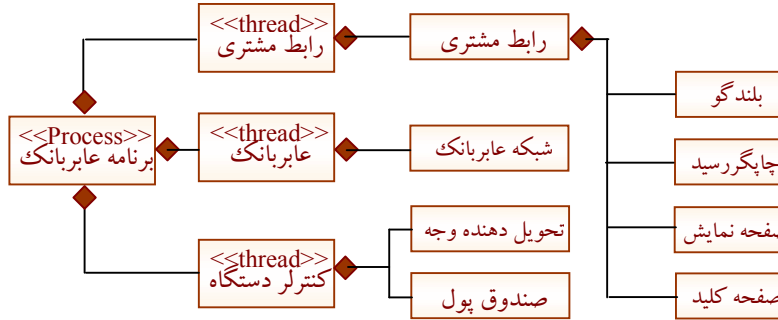 <<Process>>
برنامه عابربانک
<<thread>>
رابط مشتری
رابط مشتری
بلندگو
چاپگررسید
صفحه نمایش
صفحه کلید
<<thread>>
عابربانک
شبکه عابربانک
<<thread>>
کنترلر دستگاه
تحویل دهنده وجه
صندوق پول